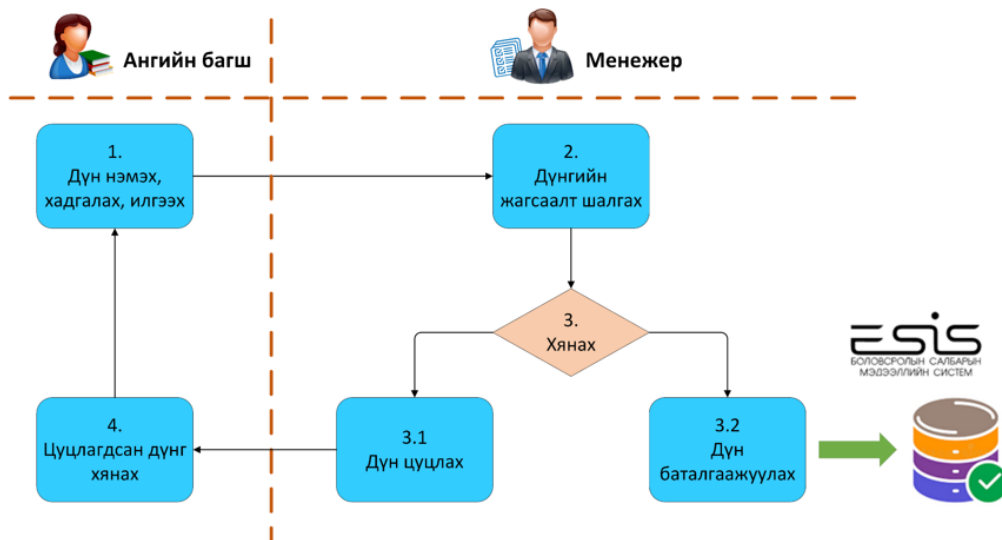 Ангийн багш
Менежер
1.
Дүн нэмэх,
хадгалах, илгээх
2.
Дүнгийн
жагсаалт шалгах
3.
Хянах
ESIS
БОЛОВСРОЛЫН САЛБАРЫН
МЭДЭЭЛЛИЙН СИСТЕМ
4.
Цуцлагдсан дүнг
хянах
3.1
Дүн цуцлах
3.2
Дүн
баталгаажуулах